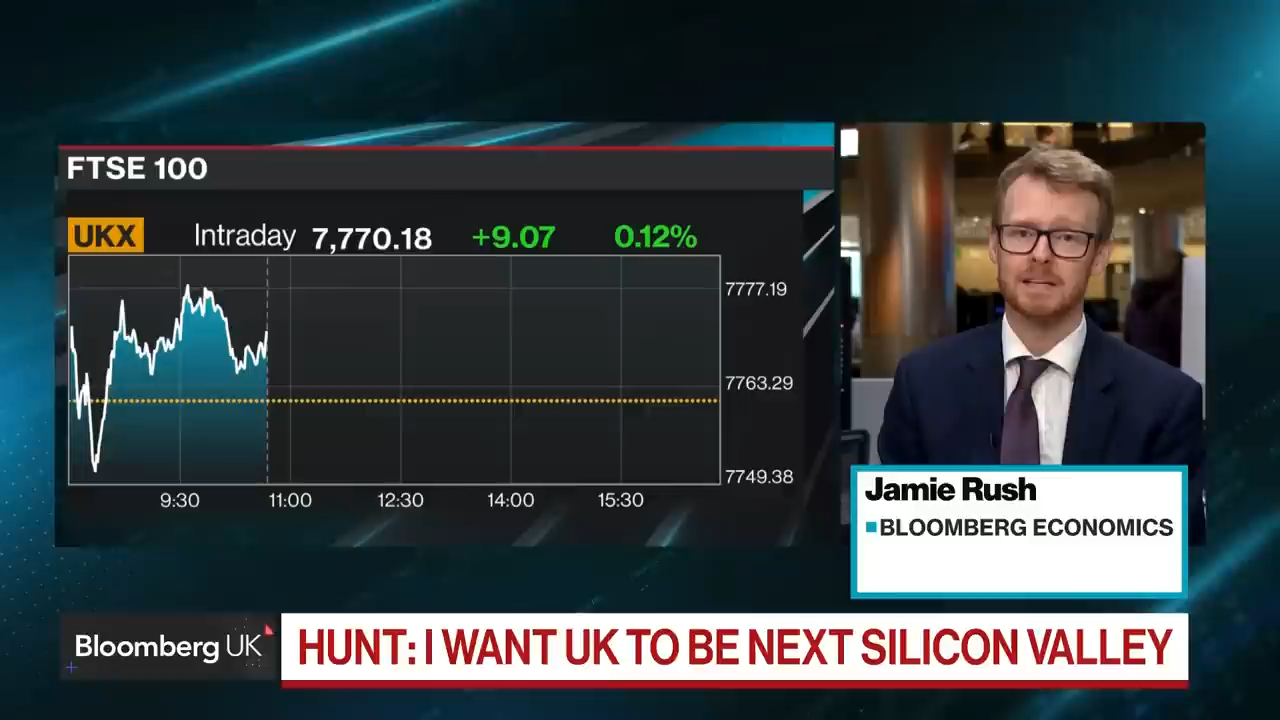 FTSE 100
UKX Intraday 7,770.18 +9.07 0.12%
7777.19
7763.29
7749.38
9:30 11:00 12:30 14:00 15:30
Jamie Rush
BLOOMBERG ECONOMICS
Bloomberg UK
HUNT: I WANT UK TO BE NEXT SILICON VALLEY